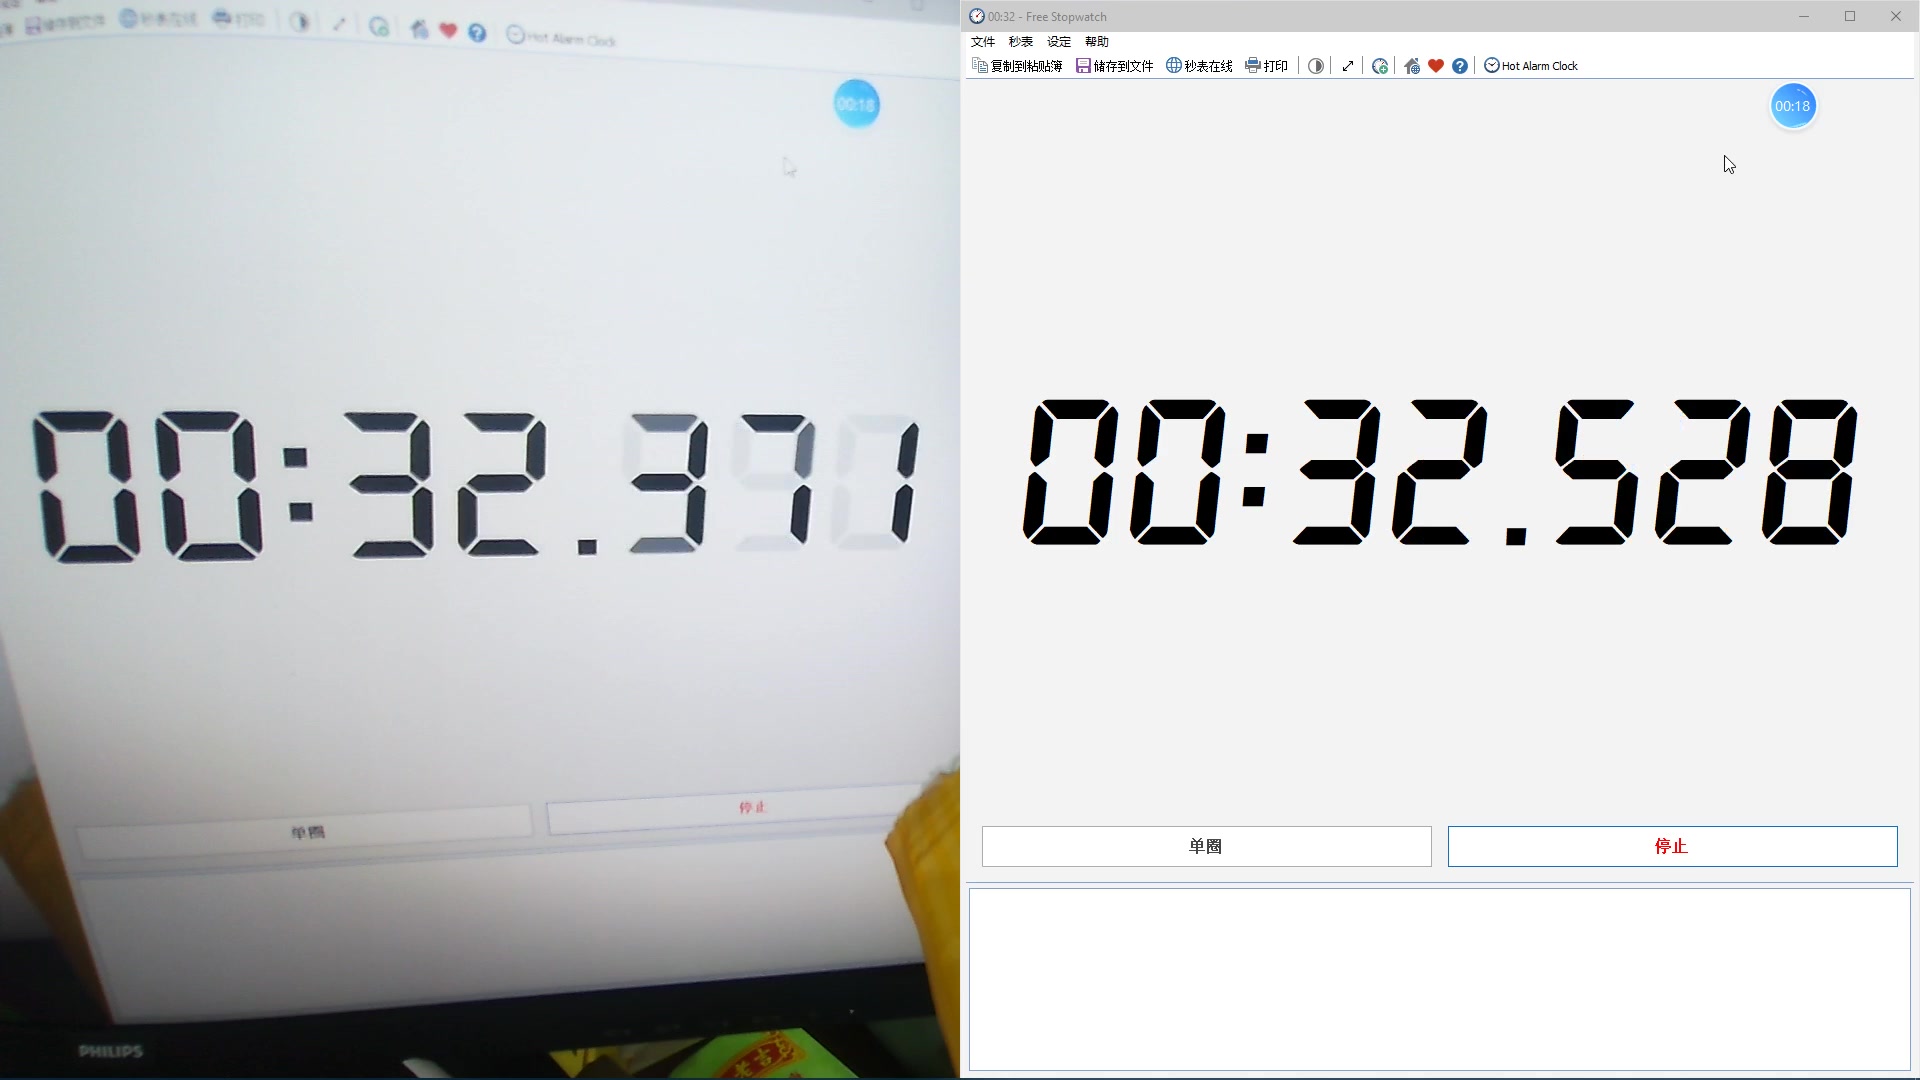 储存到文件 秒表在线 打印 Hot Alarm Clock
00:18
00:32.371
单圈 停止
PHILIPS
老吉
00:32 - Free Stopwatch
文件 秒表 设定 帮助
复制到粘贴簿 储存到文件 秒表在线 打印 Hot Alarm Clock
00:18
00:32.528
单圈 停止